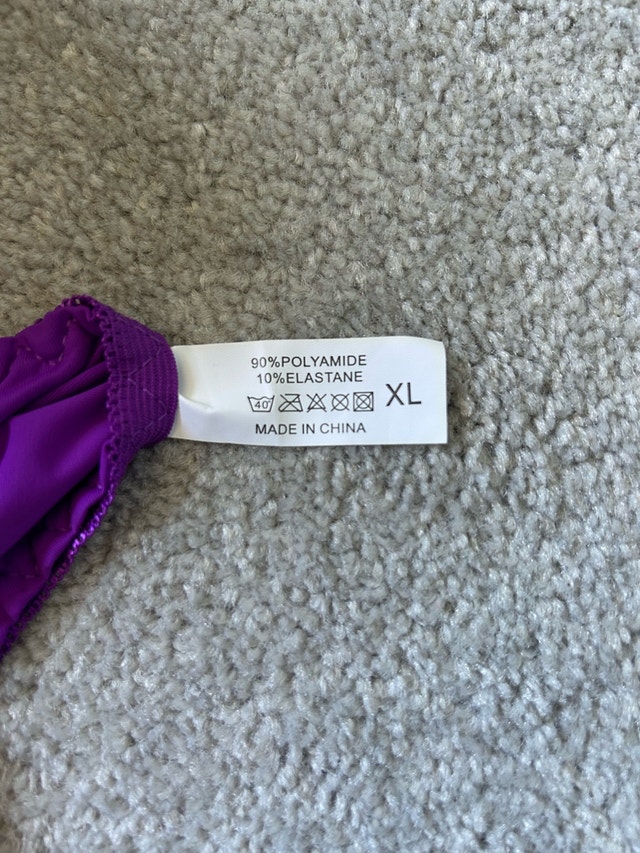 90%POLYAMIDE
10%ELASTANE
40
XL
MADE IN CHINA